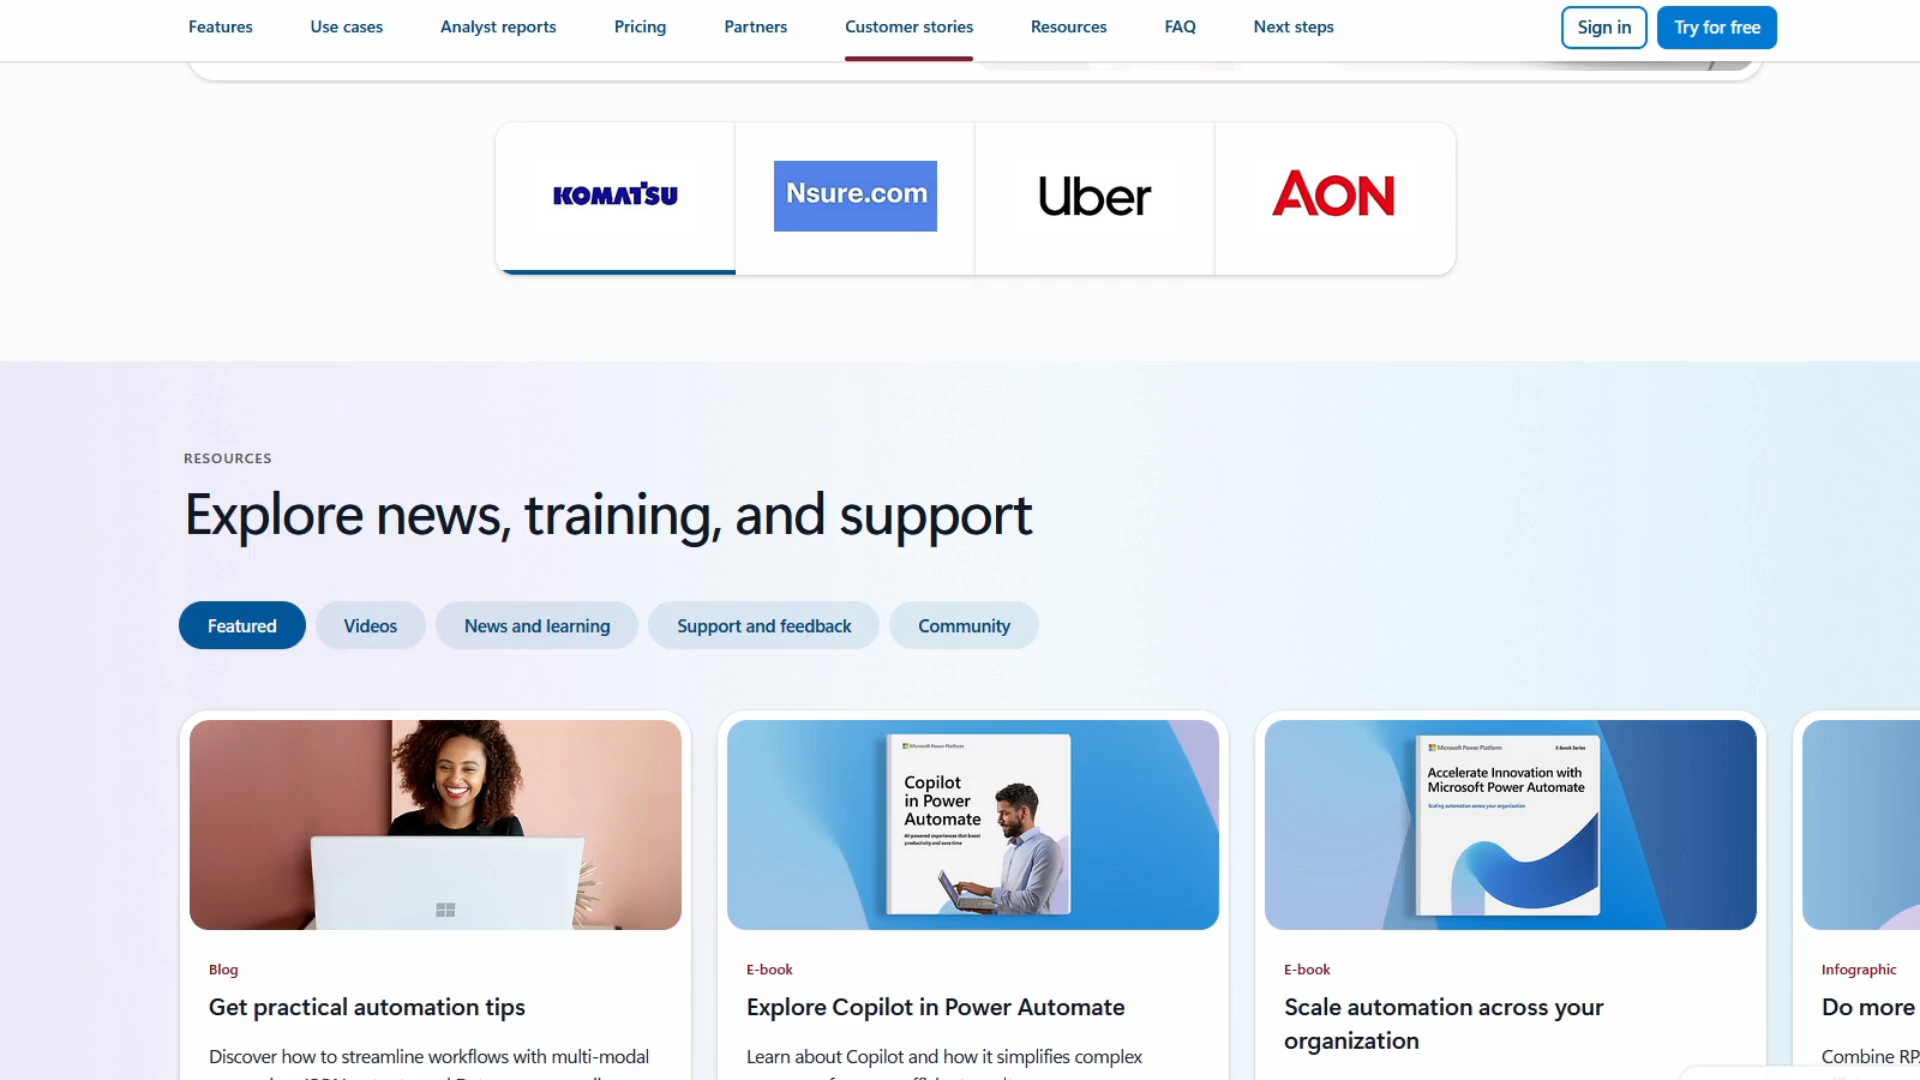 Features Use cases Analyst reports Pricing Partners Customer stories Resources FAQ Next steps Sign in Try for free
KOMATSU Nsure.com Uber AON
RESOURCES
Explore news, training, and support
Featured Videos News and learning Support and feedback Community
Microsoft Power Platform
Copilot
in Power
Automate
AI-powered experiences that boost
productivity and save time
Microsoft Power Platform E-book Series
Accelerate Innovation with
Microsoft Power Automate
Scaling automation across your organization
Blog
Get practical automation tips
Discover how to streamline workflows with multi-modal
E-book
Explore Copilot in Power Automate
Learn about Copilot and how it simplifies complex
E-book
Scale automation across your
organization
Infographic
Do more
Combine RPA